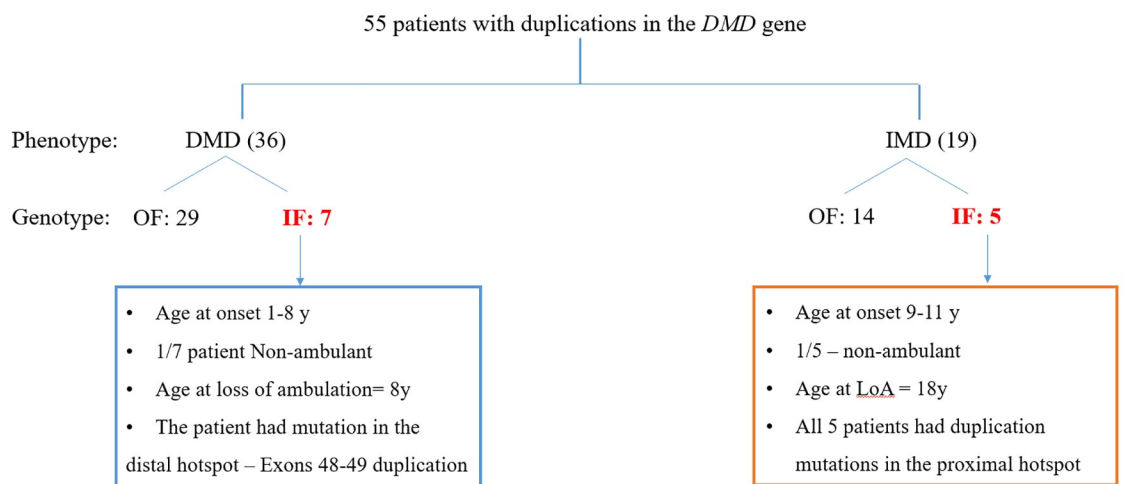 55 patients with duplications in the DMD gene
Phenotype: DMD (36) IMD (19)
Genotype: OF: 29 IF: 7 OF: 14 IF: 5
• Age at onset 1-8 y
• 1/7 patient Non-ambulant
• Age at loss of ambulation= 8y
• The patient had mutation in the
distal hotspot – Exons 48-49 duplication
• Age at onset 9-11 y
• 1/5 – non-ambulant
• Age at LoA = 18y
• All 5 patients had duplication
mutations in the proximal hotspot